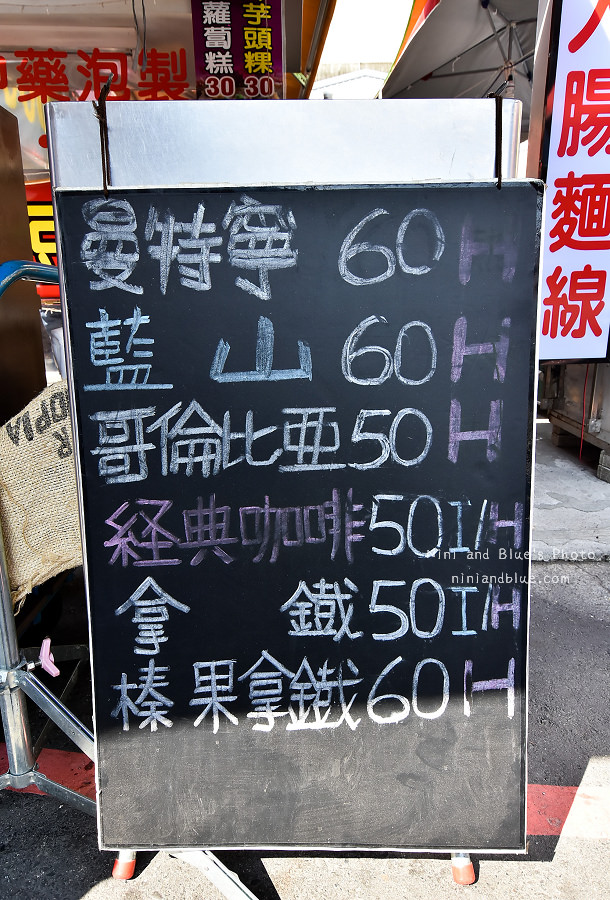 中藥泡製
蘿蔔糕
30
芋頭粿
30
大腸麵線
曼特寧 60 H
藍山 60 H
哥倫比亞 50 H
経典咖啡 50 I/H
拿鐵 50 I/H
榛果拿鐵 60 H
Nini and Blue's Photo
niniandblue.com